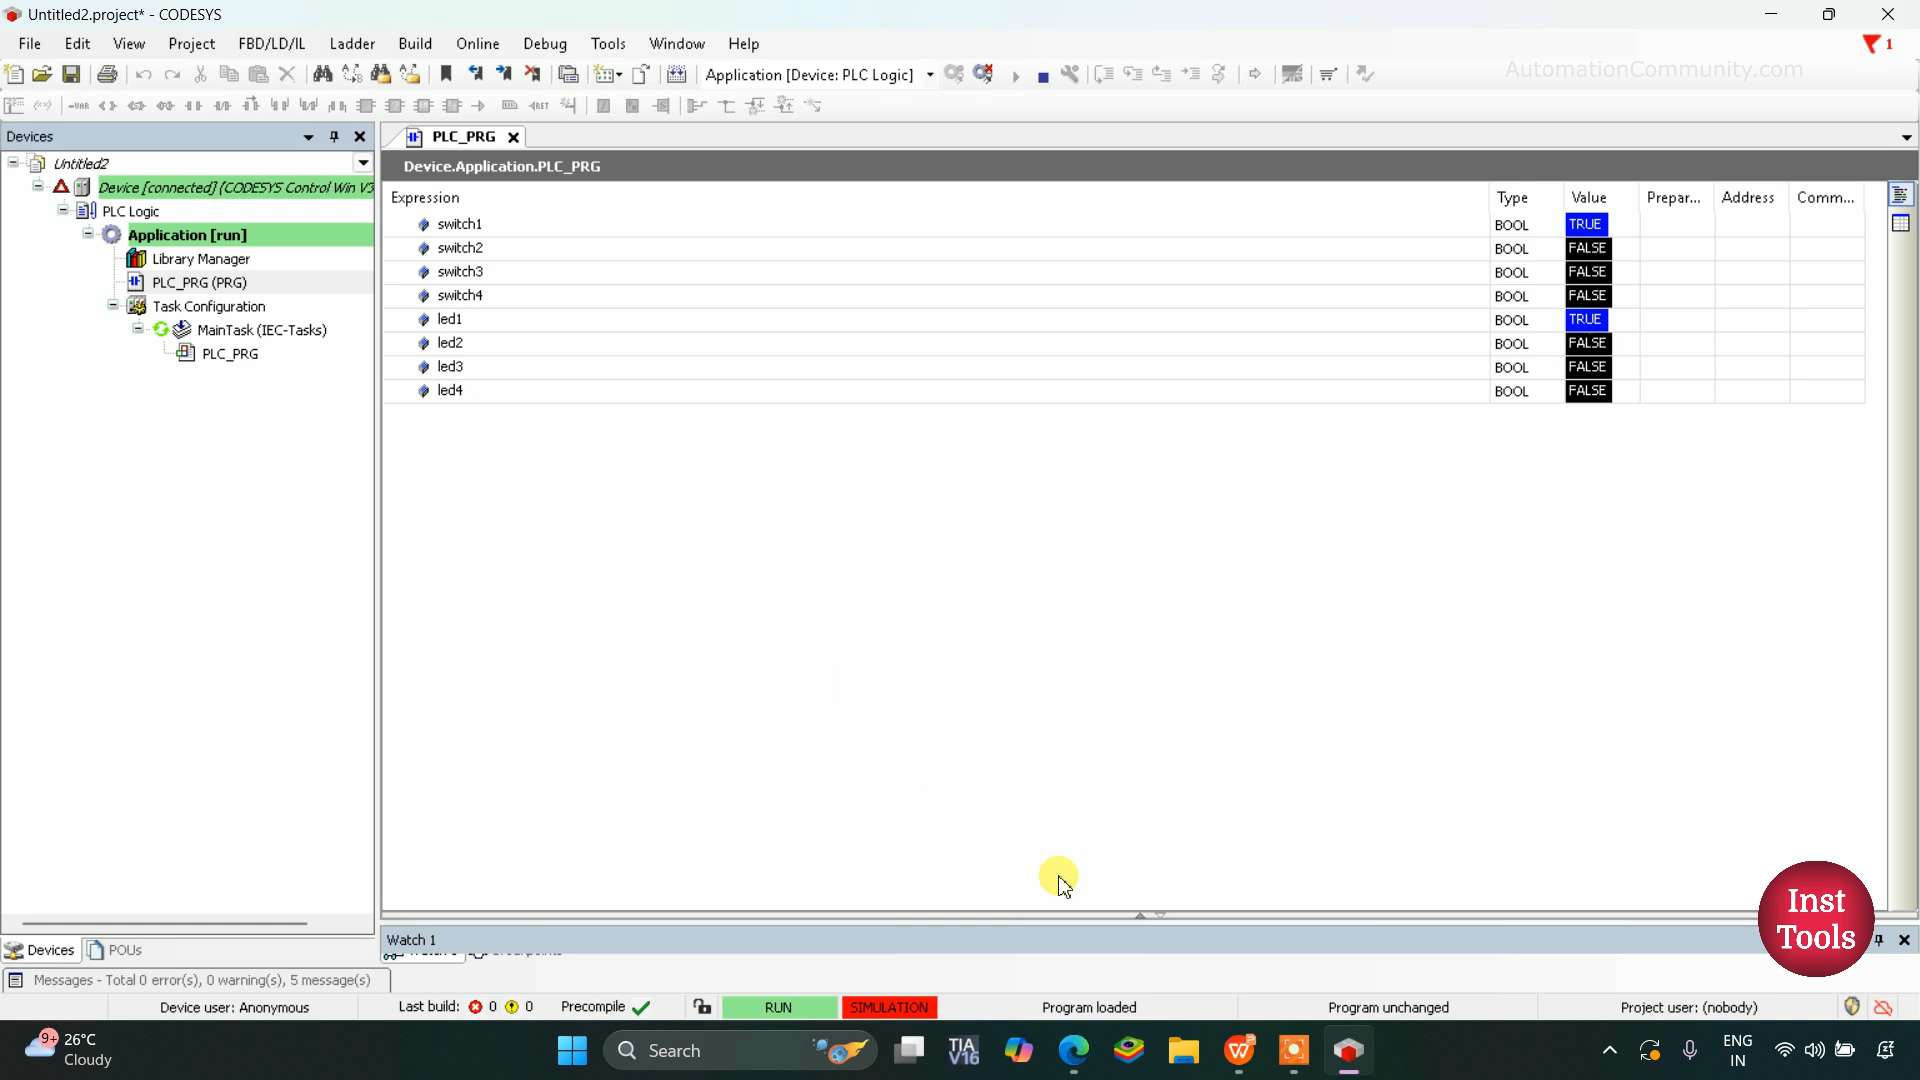 Untitled2.project* - CODESYS
File Edit View Project FBD/LD/IL Ladder Build Online Debug Tools Window Help
1
Application [Device: PLC Logic]
AutomationCommunity.com
Devices
PLC_PRG
Untitled2
Device [connected] (CODESYS Control Win V3
PLC Logic
Application [run]
Library Manager
PLC_PRG (PRG)
Task Configuration
MainTask (IEC-Tasks)
PLC_PRG
Device.Application.PLC_PRG
Expression Type Value Prepar... Address Comm...
switch1 BOOL TRUE
switch2 BOOL FALSE
switch3 BOOL FALSE
switch4 BOOL FALSE
led1 BOOL TRUE
led2 BOOL FALSE
led3 BOOL FALSE
led4 BOOL FALSE
Inst
Tools
Watch 1
Devices POUs
Messages - Total 0 error(s), 0 warning(s), 5 message(s)
Device user: Anonymous Last build: 0 0 Precompile RUN SIMULATION Program loaded Program unchanged Project user: (nobody)
9+
26°C
Cloudy
Search
TIA
V16
ENG
IN